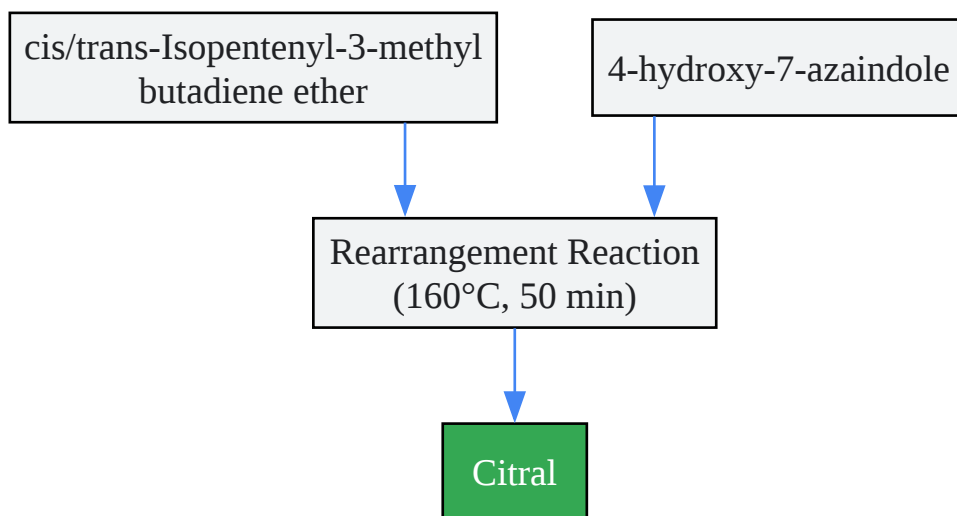 cis/trans-Isopentenyl-3-methyl
butadiene ether
4-hydroxy-7-azaindole
Rearrangement Reaction
(160°C, 50 min)
Citral